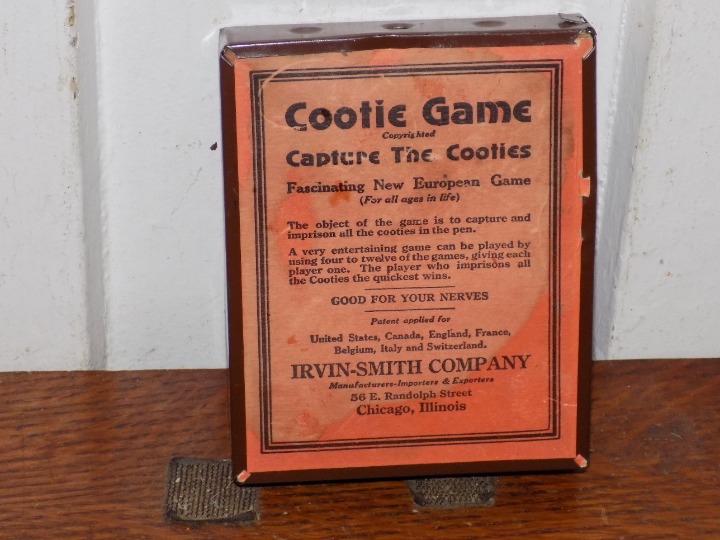 Cootie Game
Copyrighted
Capture The Cooties
Fascinating New European Game
(For all ages in life)
The object of the game is to capture and
imprison all the cooties in the pen.
A very entertaining game can be played by
using four to twelve of the games, giving each
player one. The player who imprisons all
the Cooties the quickest wins.
GOOD FOR YOUR NERVES
Patent applied for
United States, Canada, England, France,
Belgium, Italy and Switzerland.
IRVIN-SMITH COMPANY
Manufacturers-Importers & Exporters
56 E. Randolph Street
Chicago, Illinois